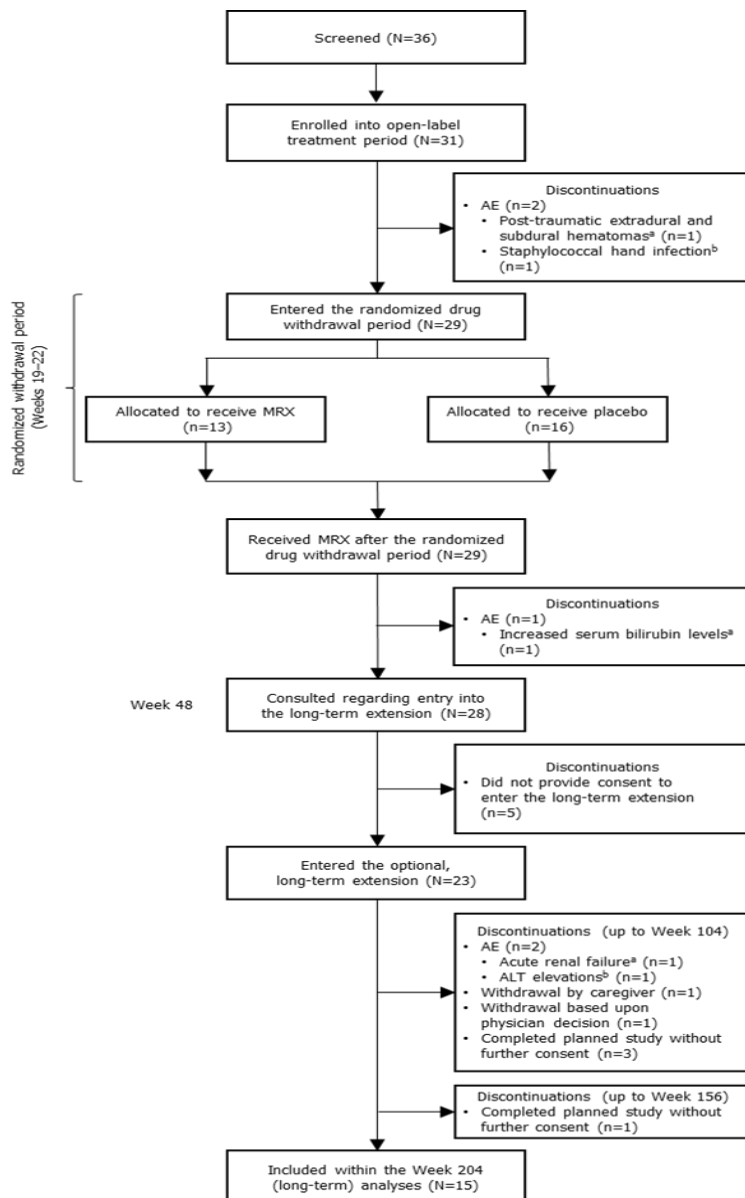 Screened (N=36)
Enrolled into open-label
treatment period (N=31)
Discontinuations
• AE (n=2)
• Post-traumatic extradural and
subdural hematomasᵃ (n=1)
• Staphylococcal hand infectionᵇ
(n=1)
Randomized withdrawal period
(Weeks 19–22)
Entered the randomized drug
withdrawal period (N=29)
Allocated to receive MRX
(n=13)
Allocated to receive placebo
(n=16)
Received MRX after the randomized
drug withdrawal period (N=29)
Discontinuations
• AE (n=1)
• Increased serum bilirubin levelsᵃ
(n=1)
Week 48
Consulted regarding entry into
the long-term extension (N=28)
Discontinuations
• Did not provide consent to
enter the long-term extension
(n=5)
Entered the optional,
long-term extension (N=23)
Discontinuations (up to Week 104)
• AE (n=2)
• Acute renal failureᵃ (n=1)
• ALT elevationsᵇ (n=1)
• Withdrawal by caregiver (n=1)
• Withdrawal based upon
physician decision (n=1)
• Completed planned study without
further consent (n=3)
Discontinuations (up to Week 156)
• Completed planned study without
further consent (n=1)
Included within the Week 204
(long-term) analyses (N=15)